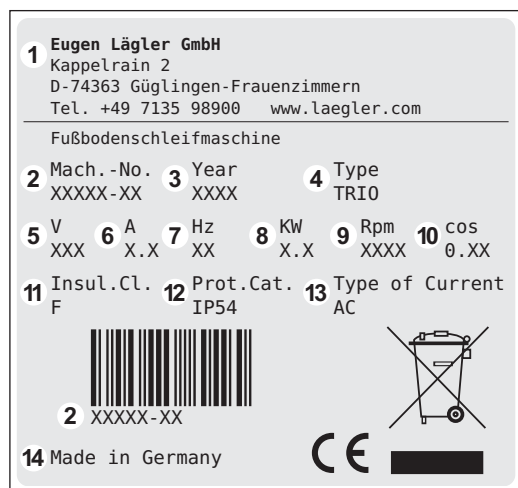 1 Eugen Lägler GmbH
Kappelrain 2
D-74363 Güglingen-Frauenzimmern
Tel. +49 7135 98900 www.laegler.com
Fußbodenschleifmaschine
2 Mach.-No. 3 Year 4 Type
XXXXX-XX XXXX TRIO
5 V 6 A 7 Hz 8 KW 9 Rpm 10 cos
XXX X.X XX X.X XXXX 0.XX
11 Insul.Cl. 12 Prot.Cat. 13 Type of Current
F IP54 AC
2 XXXXX-XX
14 Made in Germany CE